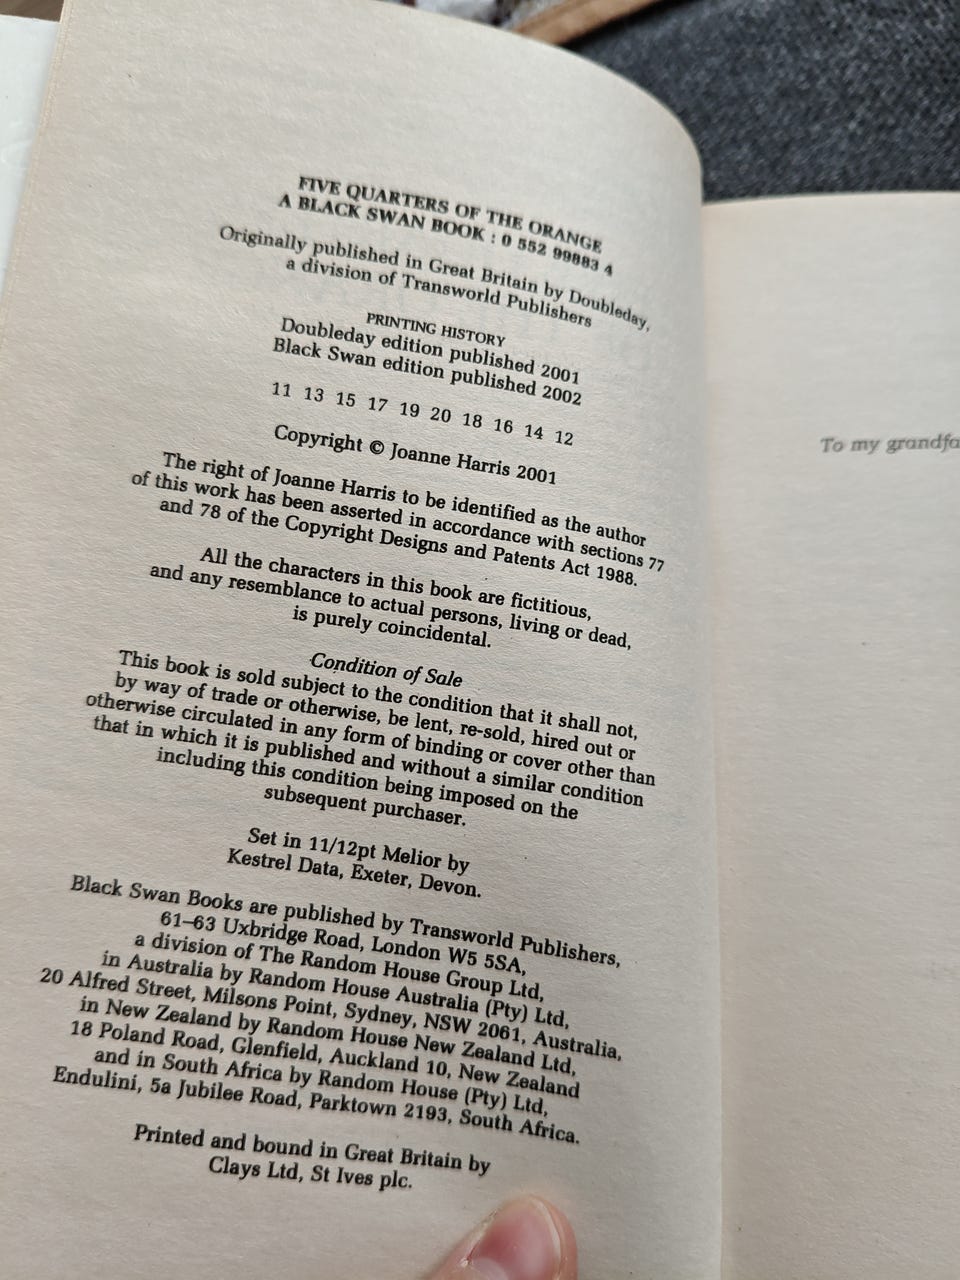 FIVE QUARTERS OF THE ORANGE
A BLACK SWAN BOOK : 0 552 99883 4
Originally published in Great Britain by Doubleday,
a division of Transworld Publishers
PRINTING HISTORY
Doubleday edition published 2001
Black Swan edition published 2002
11 13 15 17 19 20 18 16 14 12
Copyright © Joanne Harris 2001
The right of Joanne Harris to be identified as the author
of this work has been asserted in accordance with sections 77
and 78 of the Copyright Designs and Patents Act 1988.
All the characters in this book are fictitious,
and any resemblance to actual persons, living or dead,
is purely coincidental.
Condition of Sale
This book is sold subject to the condition that it shall not,
by way of trade or otherwise, be lent, re-sold, hired out or
otherwise circulated in any form of binding or cover other than
that in which it is published and without a similar condition
including this condition being imposed on the
subsequent purchaser.
Set in 11/12pt Melior by
Kestrel Data, Exeter, Devon.
Black Swan Books are published by Transworld Publishers,
61–63 Uxbridge Road, London W5 5SA,
a division of The Random House Group Ltd,
in Australia by Random House Australia (Pty) Ltd,
20 Alfred Street, Milsons Point, Sydney, NSW 2061, Australia,
in New Zealand by Random House New Zealand Ltd,
18 Poland Road, Glenfield, Auckland 10, New Zealand
and in South Africa by Random House (Pty) Ltd,
Endulini, 5a Jubilee Road, Parktown 2193, South Africa.
Printed and bound in Great Britain by
Clays Ltd, St Ives plc.
To my grandfa